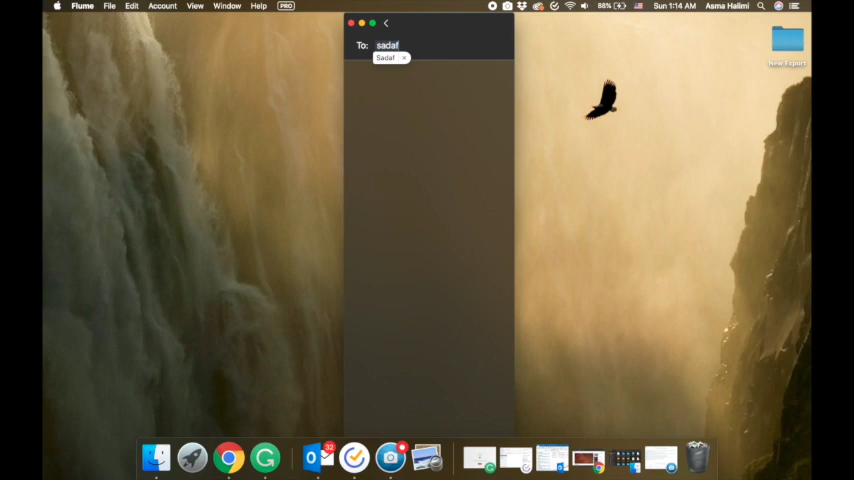 Flume File Edit Account View Window Help PRO 88% Sun 1:14 AM Asma Halimi
To: sadaf
Sadaf ×
New Export
32